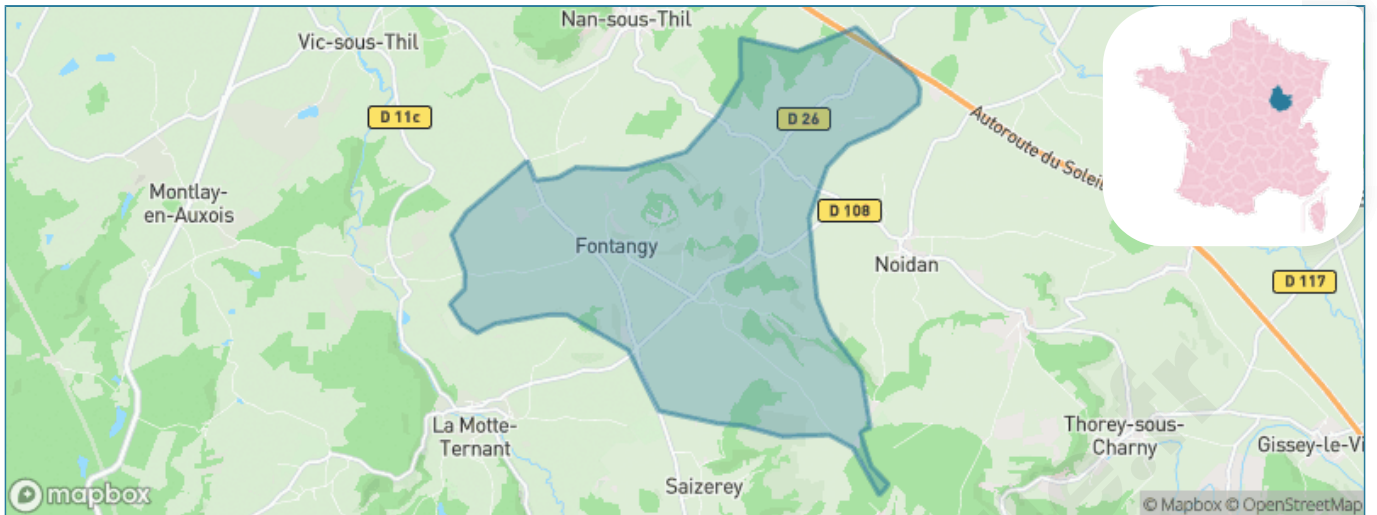 Nan-sous-Thil
Vic-sous-Thil
D 11c
D 26
Autoroute du Soleil
Montlay-
en-Auxois
D 108
Fontangy
Noidan
D 117
La Motte-
Ternant
Thorey-sous-
Charny
Gissey-le-Vi
Saizerey
mapbox
© Mapbox © OpenStreetMap